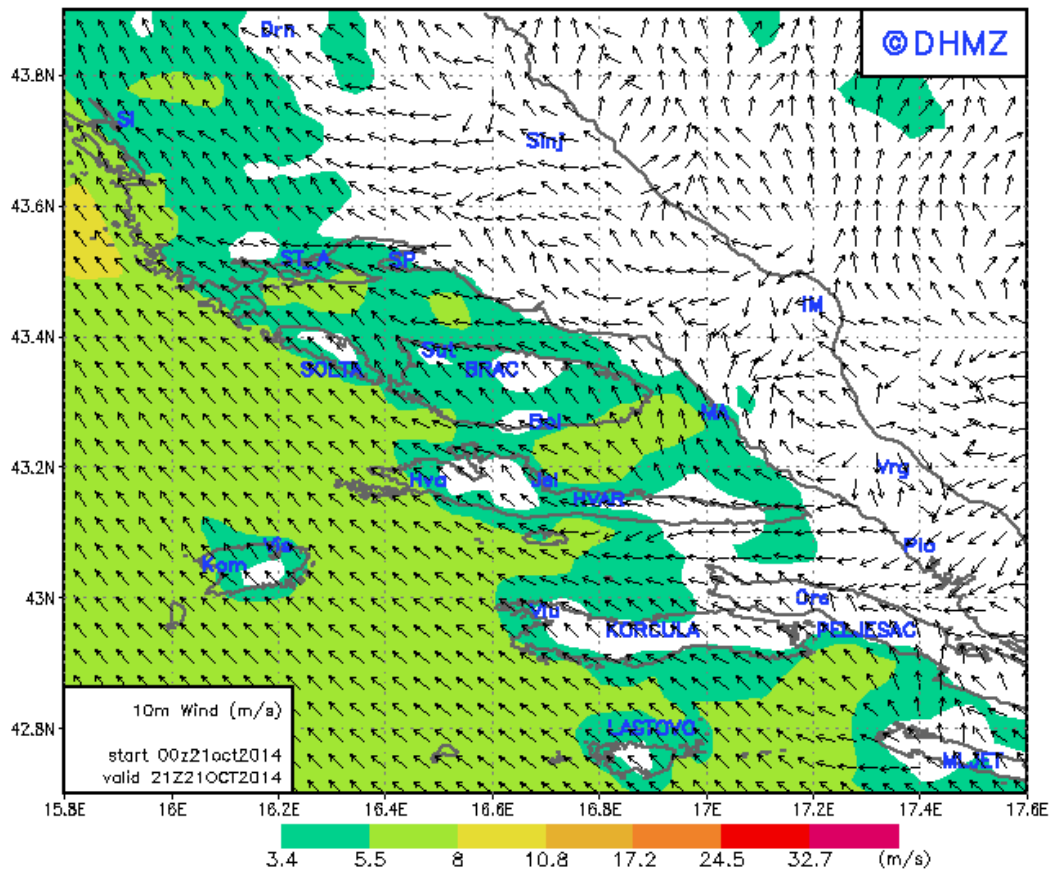 Drn
©DHMZ
43.8N
SI
Sinj
43.6N
ST_A
SP
IM
43.4N
Sut
SOLTA
BRAC
MA
Bol
43.2N
Hva
Jel
Vrg
HVAR
Vis
Plo
Kom
43N
Ore
Vlu
KORCULA
PELJESAC
10m Wind (m/s)
LASTOVO
42.8N
start 00z21oct2014
MLJET
valid 21Z21OCT2014
15.8E 16E 16.2E 16.4E 16.6E 16.8E 17E 17.2E 17.4E 17.6E
3.4 5.5 8 10.8 17.2 24.5 32.7 (m/s)